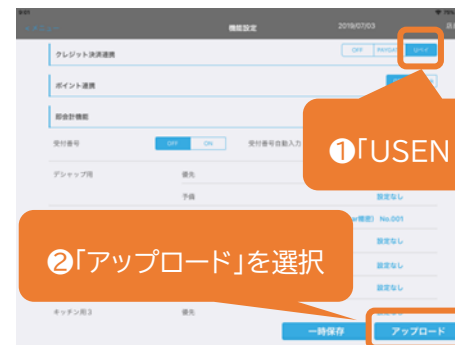 機能設定
2019/07/03
クレジット決済連携
OFF
ポイント連携
即会計機能
受付番号
OFF
ON
受付番号自動入力
❶「USEN
デシャップ用
優先
予備
設定なし
No.001
設定なし
❷「アップロード」を選択
設定なし
設定なし
キッチン用3
優先
一時保存
アップロード